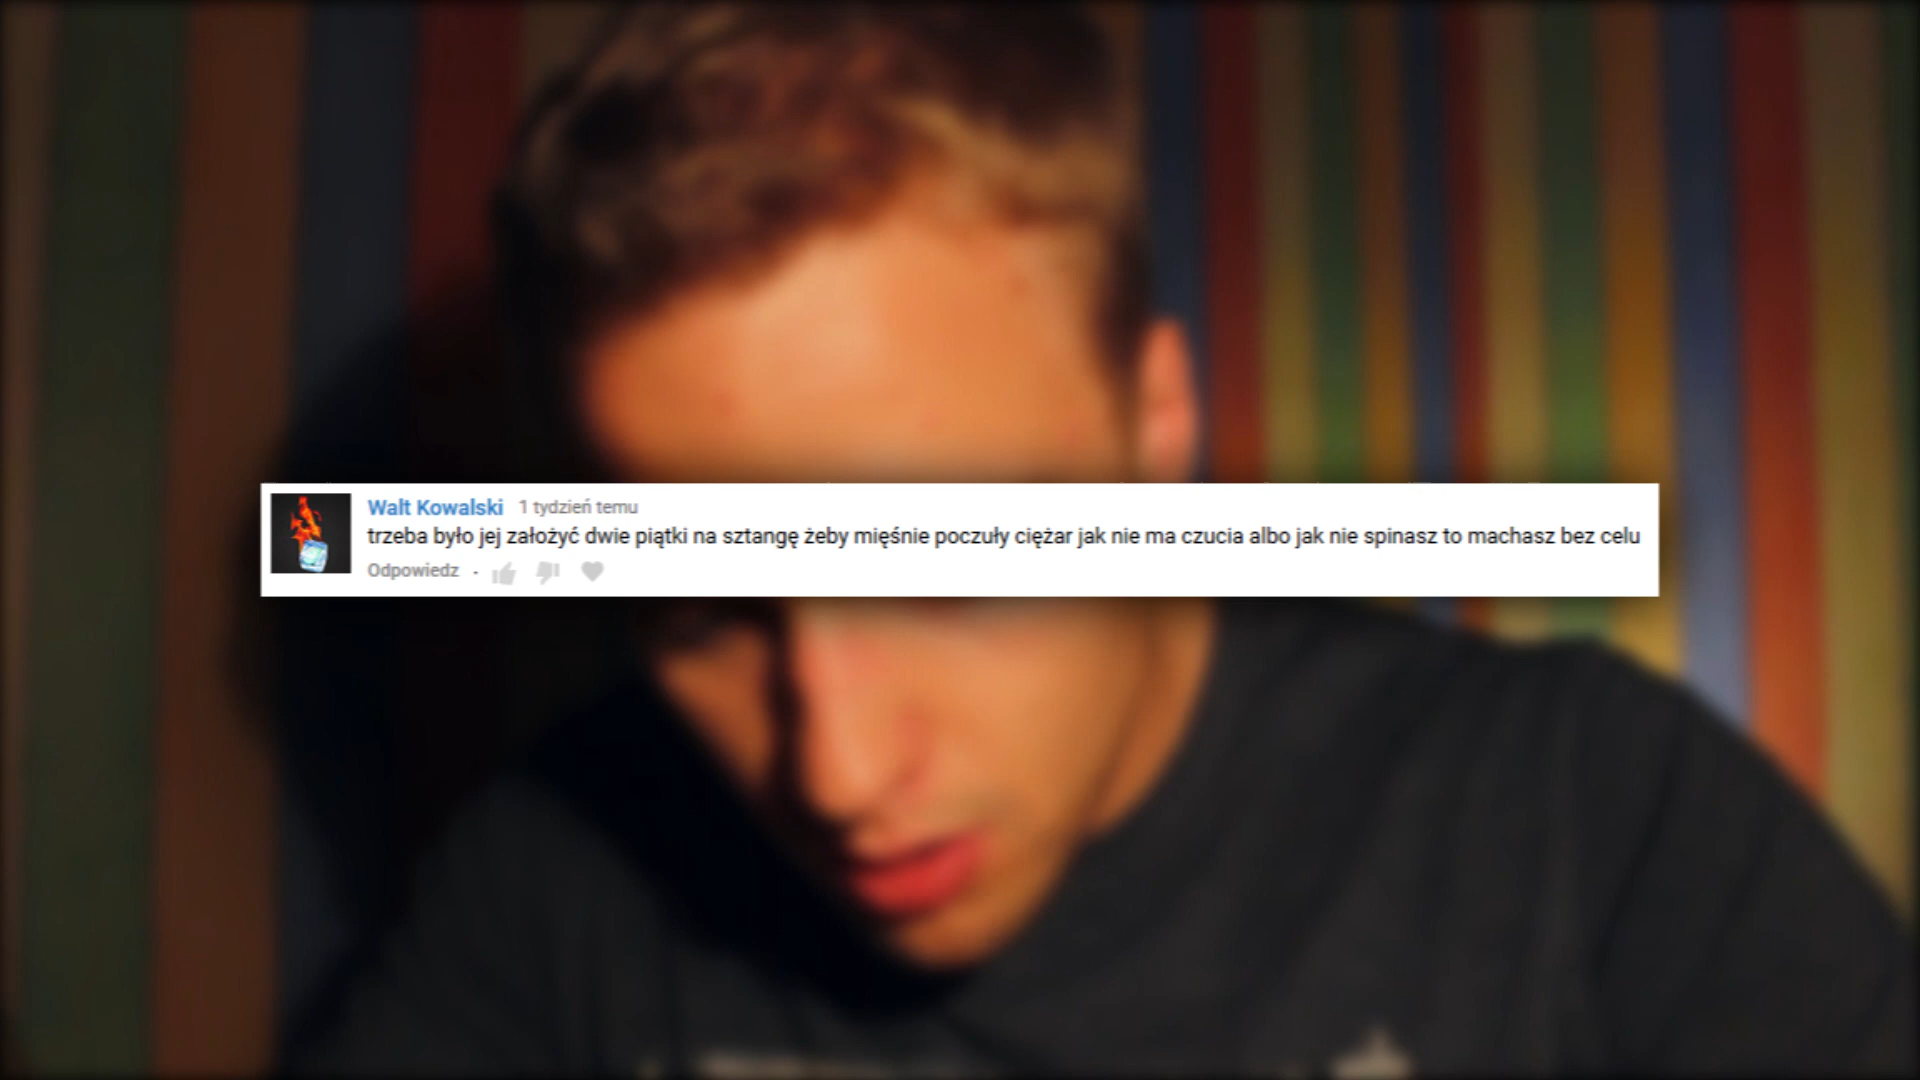 Walt Kowalski 1 tydzień temu
trzeba było jej założyć dwie piątki na sztangę żeby mięśnie poczuły ciężar jak nie ma czucia albo jak nie spinasz to machasz bez celu
Odpowiedz